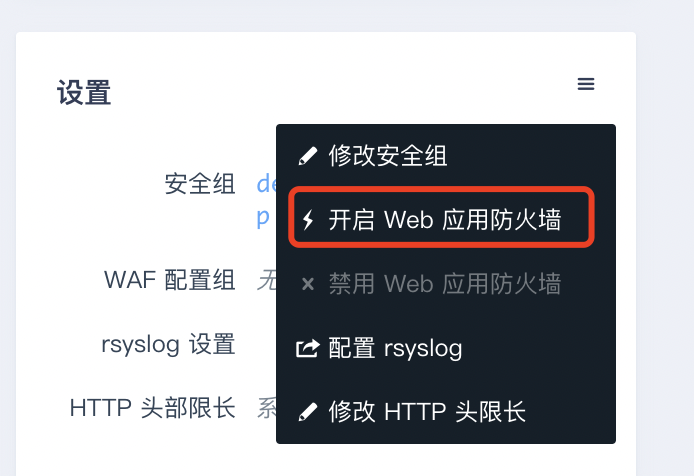 设置
安全组
p
WAF 配置组 无
rsyslog 设置
HTTP 头部限长
修改安全组
开启 Web 应用防火墙
禁用 Web 应用防火墙
配置 rsyslog
修改 HTTP 头限长